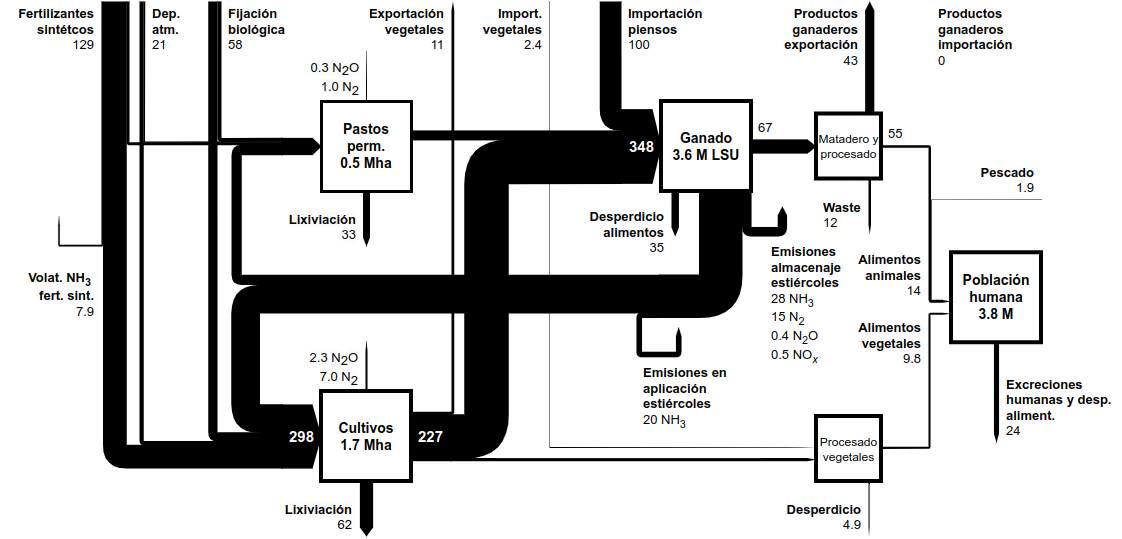 Fertilizantes
sintétcos
129
Dep.
atm.
21
Fijación
biológica
58
Exportación
vegetales
11
Import.
vegetales
2.4
Importación
piensos
100
Productos
ganaderos
exportación
43
Productos
ganaderos
importación
0
0.3 N2O
1.0 N2
Pastos
perm.
0.5 Mha
348
Ganado
3.6 M LSU
67
Matadero y
procesado
55
Pescado
1.9
Lixiviación
33
Desperdicio
alimentos
35
Waste
12
Volat. NH3
fert. sint.
7.9
Emisiones
almacenaje
estiércoles
28 NH3
15 N2
0.4 N2O
0.5 NOx
Alimentos
animales
14
Población
humana
3.8 M
Alimentos
vegetales
9.8
2.3 N2O
7.0 N2
Emisiones en
aplicación
estiércoles
20 NH3
Excreciones
humanas y desp.
aliment.
24
298
Cultivos
1.7 Mha
227
Procesado
vegetales
Lixiviación
62
Desperdicio
4.9